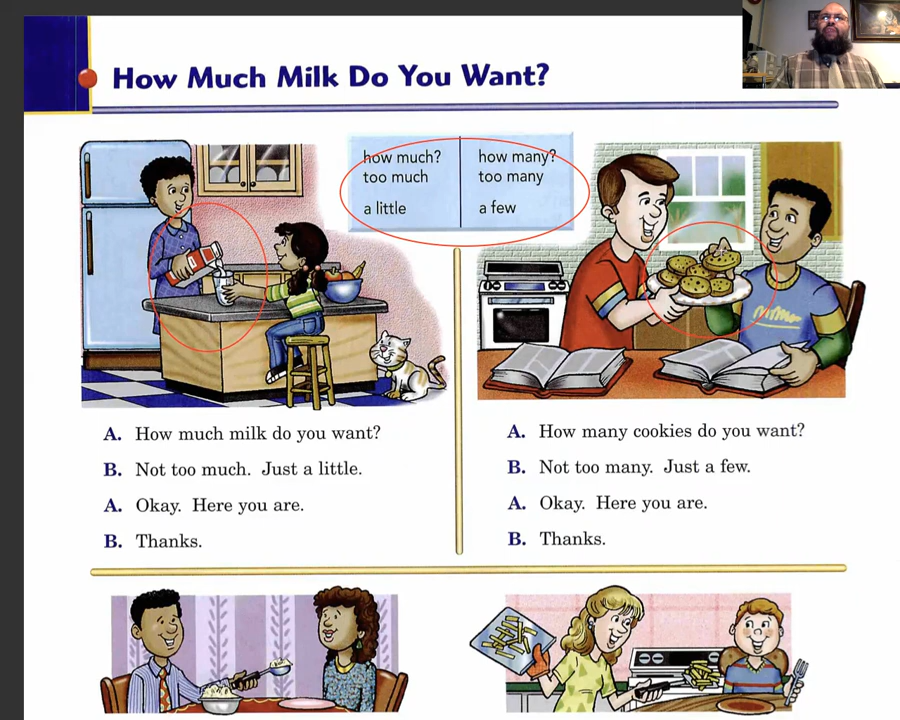 How Much Milk Do You Want?
how much?
too much
a little
how many?
too many
a few
A. How much milk do you want?
B. Not too much. Just a little.
A. Okay. Here you are.
B. Thanks.
A. How many cookies do you want?
B. Not too many. Just a few.
A. Okay. Here you are.
B. Thanks.